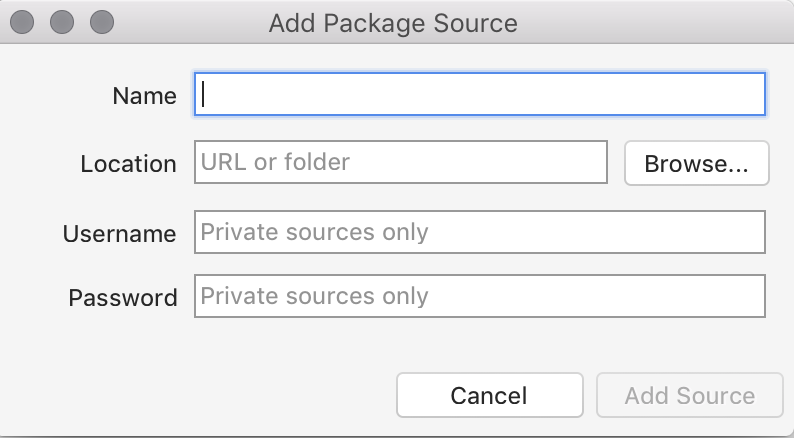 Add Package Source
Name
Location URL or folder Browse...
Username Private sources only
Password Private sources only
Cancel Add Source